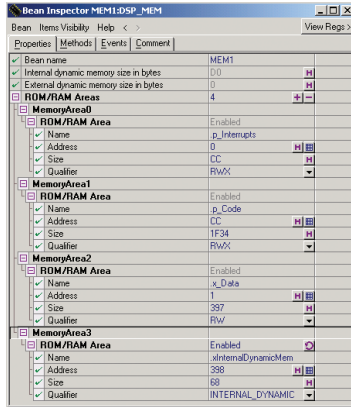 Bean Inspector MEM1:DSP_MEM
Bean Items Visibility Help < > View Regs >
Properties Methods Events Comment
Bean name MEM1
Internal dynamic memory size in bytes D0 H
External dynamic memory size in bytes 0 H
ROM/RAM Areas 4 + -
MemoryArea0
ROM/RAM Area Enabled
Name .p_Interrupts
Address 0 H
Size CC H
Qualifier RWX
MemoryArea1
ROM/RAM Area Enabled
Name .p_Code
Address CC H
Size 1F34 H
Qualifier RWX
MemoryArea2
ROM/RAM Area Enabled
Name .x_Data
Address 1 H
Size 397 H
Qualifier RW
MemoryArea3
ROM/RAM Area Enabled
Name .xInternalDynamicMem
Address 398 H
Size 68 H
Qualifier INTERNAL_DYNAMIC